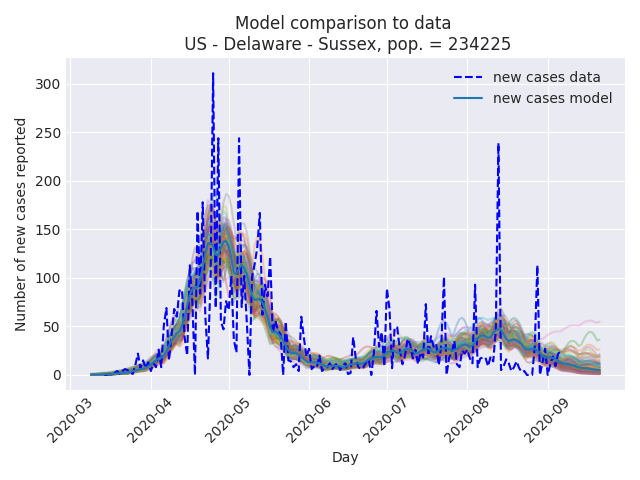 Model comparison to data
US - Delaware - Sussex, pop. = 234225
new cases data
new cases model
Number of new cases reported
300
250
200
150
100
50
0
2020-03
2020-04
2020-05
2020-06
2020-07
2020-08
2020-09
Day